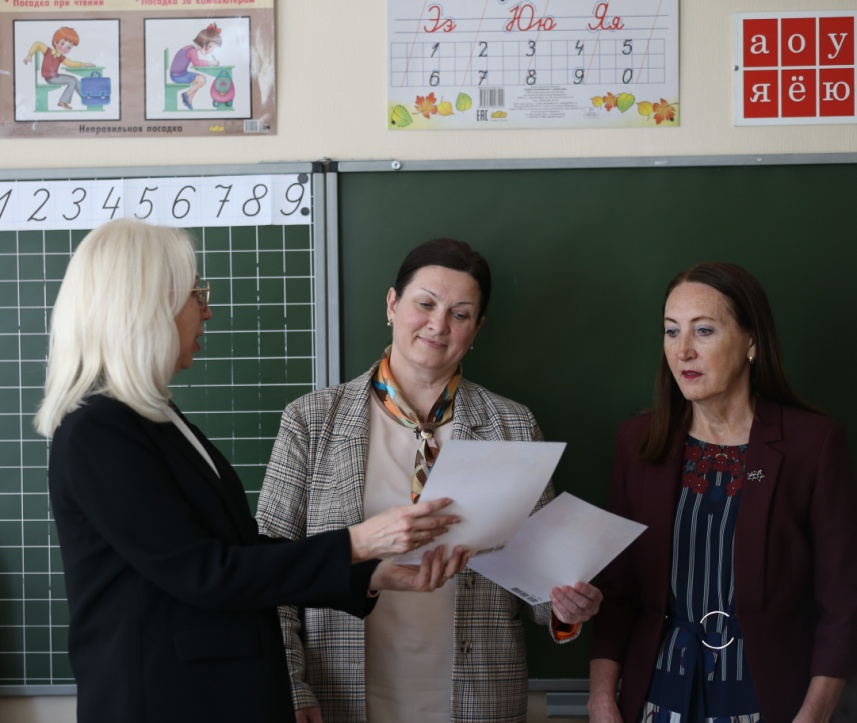 Посадка при чтении
Посадка за компьютером
Неправильная посадка
Ээ Юю Яя
1 2 3 4 5
6 7 8 9 0
ЕАС
а о у
я ё ю
1 2 3 4 5 6 7 8 9